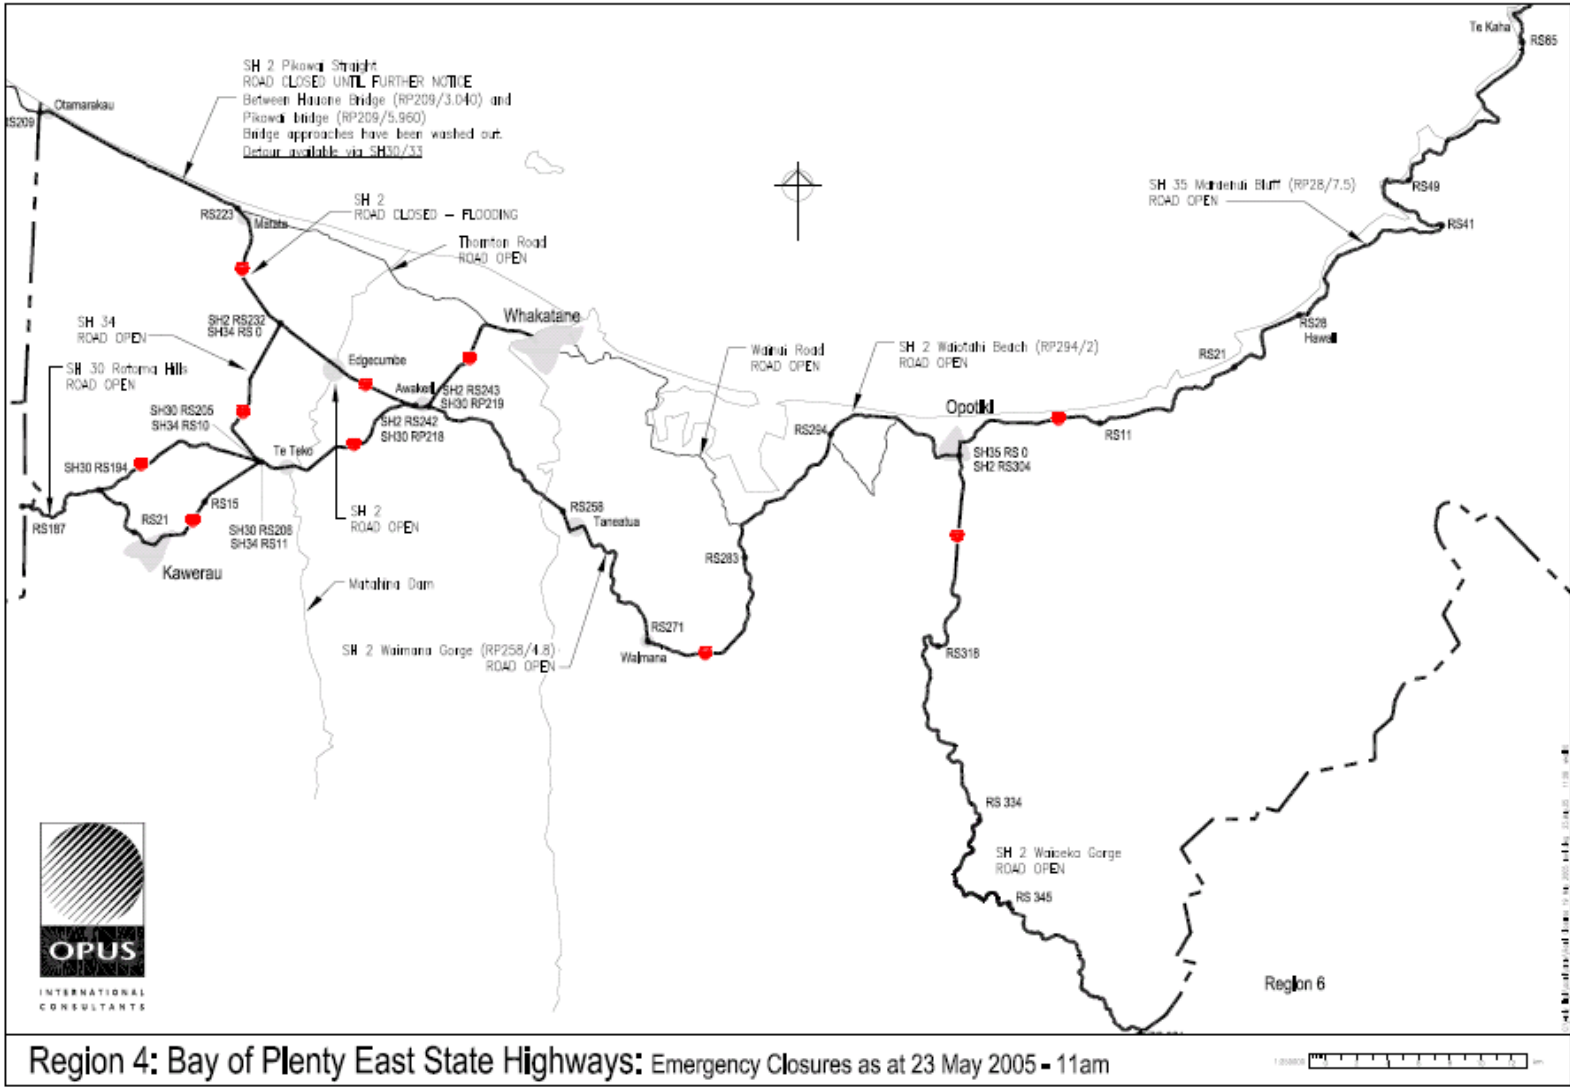 Te Kaha
RS65
SH 2 Pikowai Straight
ROAD CLOSED UNTIL FURTHER NOTICE
Between Hauone Bridge (RP209/3.040) and
Pikowai bridge (RP209/5.960)
Bridge approaches have been washed out.
Detour available via SH30/33
Otamarakau
RS209
SH 2
ROAD CLOSED - FLOODING
RS223
Matata
Thornton Road
ROAD OPEN
SH 35 Maraenui Bluff (RP28/7.5)
ROAD OPEN
RS49
RS41
SH 34
ROAD OPEN
SH2 RS232
SH34 RS 0
Whakatane
RS28
Hawaii
SH 30 Rotoma Hills
ROAD OPEN
Edgecumbe
Wainui Road
ROAD OPEN
SH 2 Waiotahi Beach (RP294/2)
ROAD OPEN
RS21
Awakeri
SH2 RS243
SH30 RP219
SH30 RS205
SH34 RS10
SH2 RS242
SH30 RP218
Opotiki
RS294
RS11
SH30 RS194
Te Teko
SH35 RS 0
SH2 RS304
RS187
RS21
RS15
SH30 RS206
SH34 RS11
SH 2
ROAD OPEN
RS258
Taneatua
RS283
Kawerau
Matahina Dam
SH 2 Waimana Gorge (RP258/4.8)
ROAD OPEN
RS271
Waimana
RS318
RS 334
SH 2 Waioeka Gorge
ROAD OPEN
RS 345
OPUS
INTERNATIONAL
CONSULTANTS
Region 6
Region 4: Bay of Plenty East State Highways: Emergency Closures as at 23 May 2005 - 11am